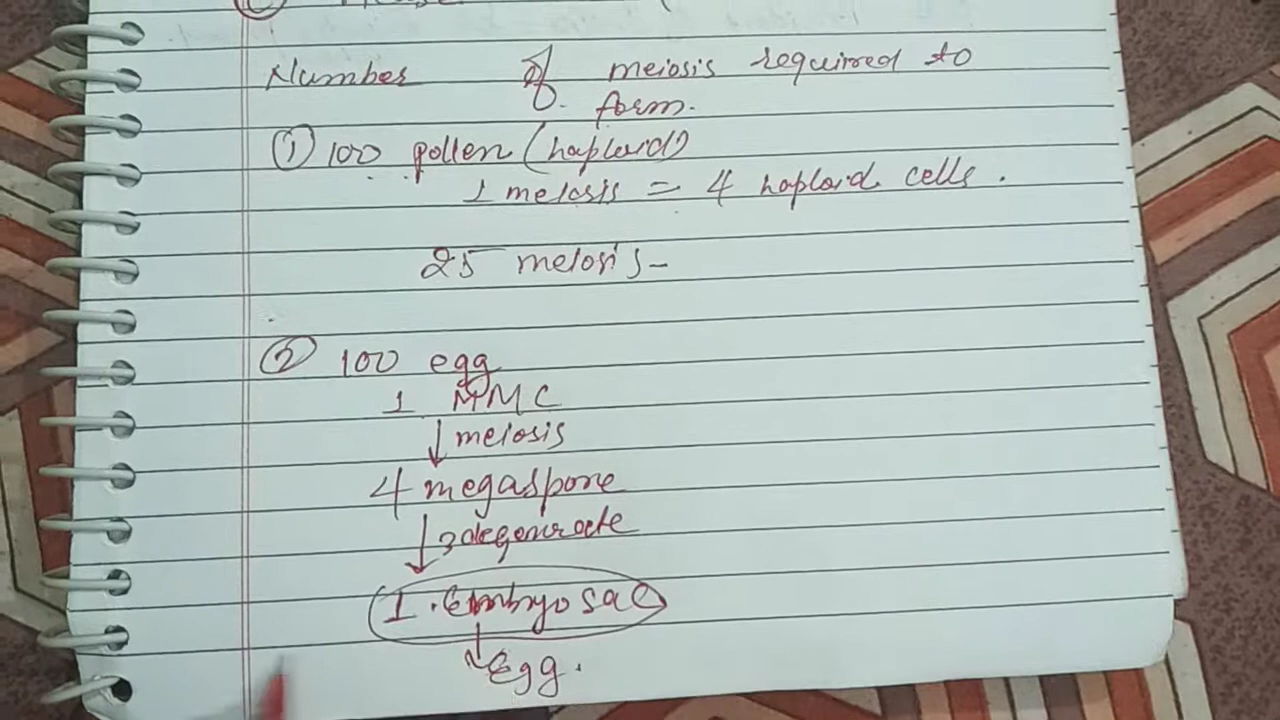 Number of meiosis required to
form.
① 100 pollen (haploid)
1 meiosis = 4 haploid cells.
25 meiosis-
② 100 egg
1 MMC
↓ meiosis
4 megaspore
↓ 3 degenrate
1. Embryo sac
↓
Egg.